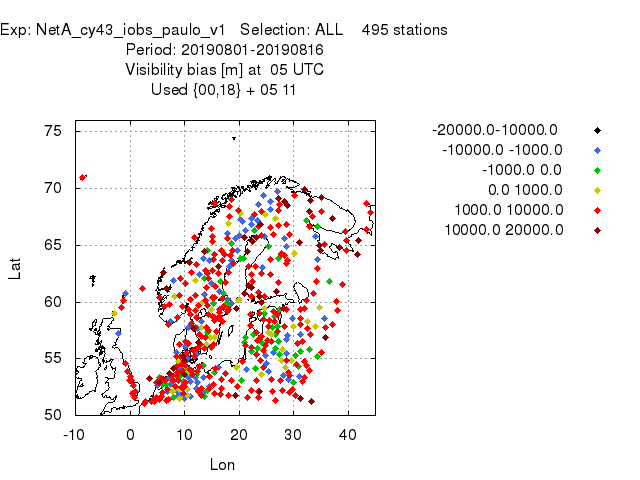 Exp: NetA_cy43_iobs_paulo_v1 Selection: ALL 495 stations
Period: 20190801-20190816
Visibility bias [m] at 05 UTC
Used {00,18} + 05 11
-20000.0-10000.0
-10000.0 -1000.0
-1000.0 0.0
0.0 1000.0
1000.0 10000.0
10000.0 20000.0
75
70
65
60
55
50
Lat
-10 0 10 20 30 40
Lon